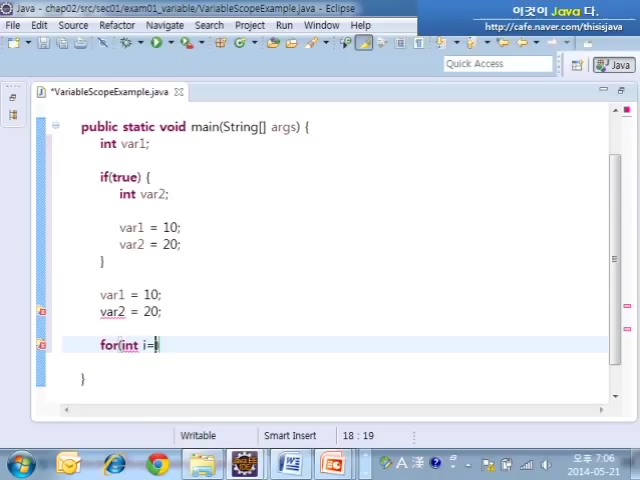 Java - chap02/src/sec01/exam01_variable/VariableScopeExample.java - Eclipse
이것이 Java 다.
http://cafe.naver.com/thisisjava
File Edit Source Refactor Navigate Search Project Run Window Help
Quick Access
Java
*VariableScopeExample.java
public static void main(String[] args) {
int var1;
if(true) {
int var2;
var1 = 10;
var2 = 20;
}
var1 = 10;
var2 = 20;
for(int i=)
}
Writable
Smart Insert
18 : 19
A 漢
오후 7:06
2014-05-21